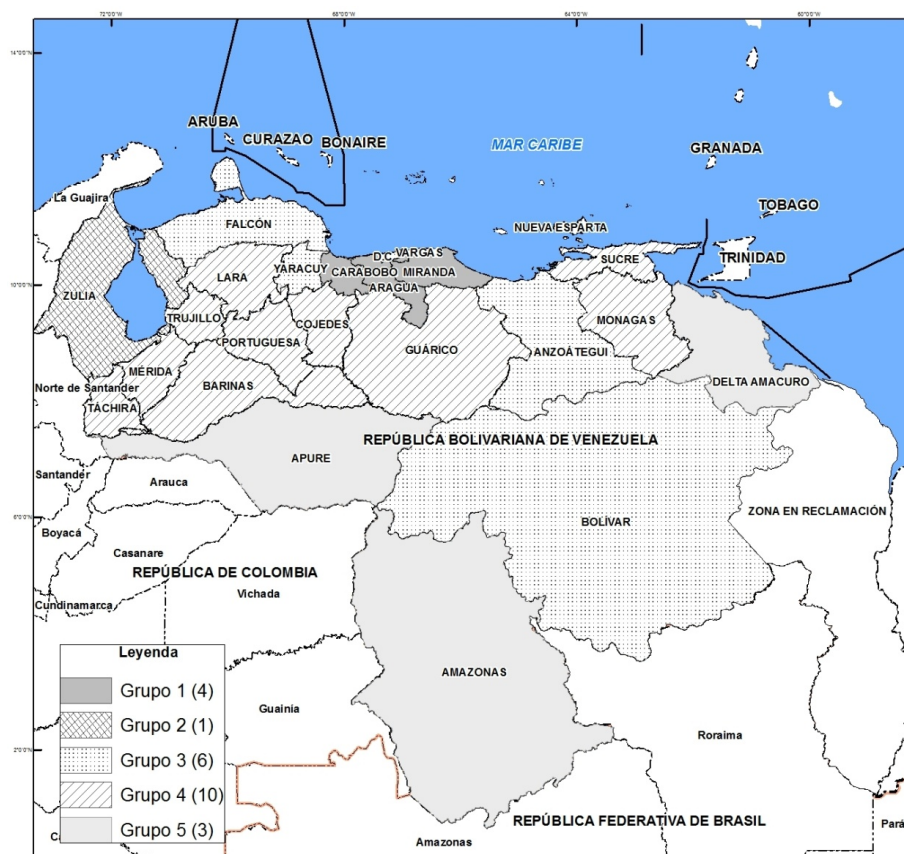 72°0'0"W 68°0'0"W 64°0'0"W 60°0'0"W
14°0'0"N
ARUBA
CURAZAO
BONAIRE
MAR CARIBE
GRANADA
La Guajira
TOBAGO
FALCÓN
NUEVA ESPARTA
D.C VARGAS
TRINIDAD
SUCRE
YARACUY
CARABOBO MIRANDA
LARA
10°0'0"N
ARAGUA
ZULIA
TRUJILLO
COJEDES
MONAGAS
PORTUGUESA
GUÁRICO
ANZOÁTEGUI
MÉRIDA
BARINAS
DELTA AMACURO
Norte de Santander
TÁCHIRA
REPÚBLICA BOLIVARIANA DE VENEZUELA
APURE
Santander
Arauca
ZONA EN RECLAMACIÓN
6°0'0"N
BOLÍVAR
Boyacá
Casanare
REPÚBLICA DE COLOMBIA
Vichada
Cundinamarca
Leyenda
AMAZONAS
Grupo 1 (4)
Guainía
Grupo 2 (1)
Roraima
2°0'0"N
Grupo 3 (6)
Grupo 4 (10)
REPÚBLICA FEDERATIVA DE BRASIL
Pará
Grupo 5 (3)
Amazonas